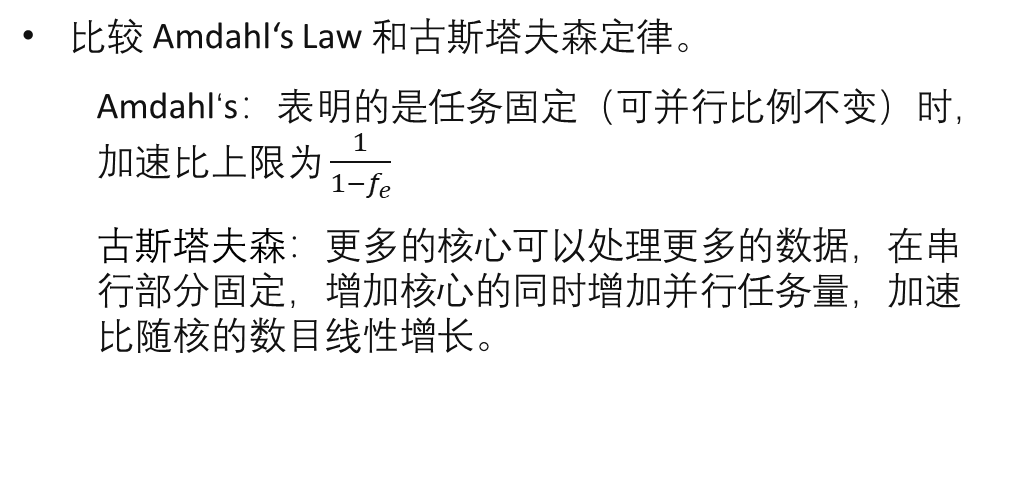 • 比较 Amdahl‘s Law 和古斯塔夫森定律。
Amdahl‘s：表明的是任务固定（可并行比例不变）时，
加速比上限为 \frac{1}{1-f_e}
古斯塔夫森：更多的核心可以处理更多的数据，在串
行部分固定，增加核心的同时增加并行任务量，加速
比随核的数目线性增长。